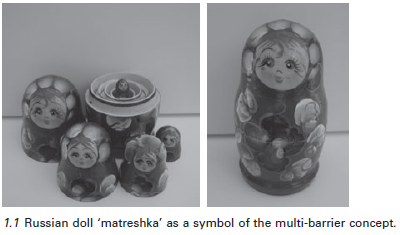 1.1 Russian doll ‘matreshka’ as a symbol of the multi-barrier concept.